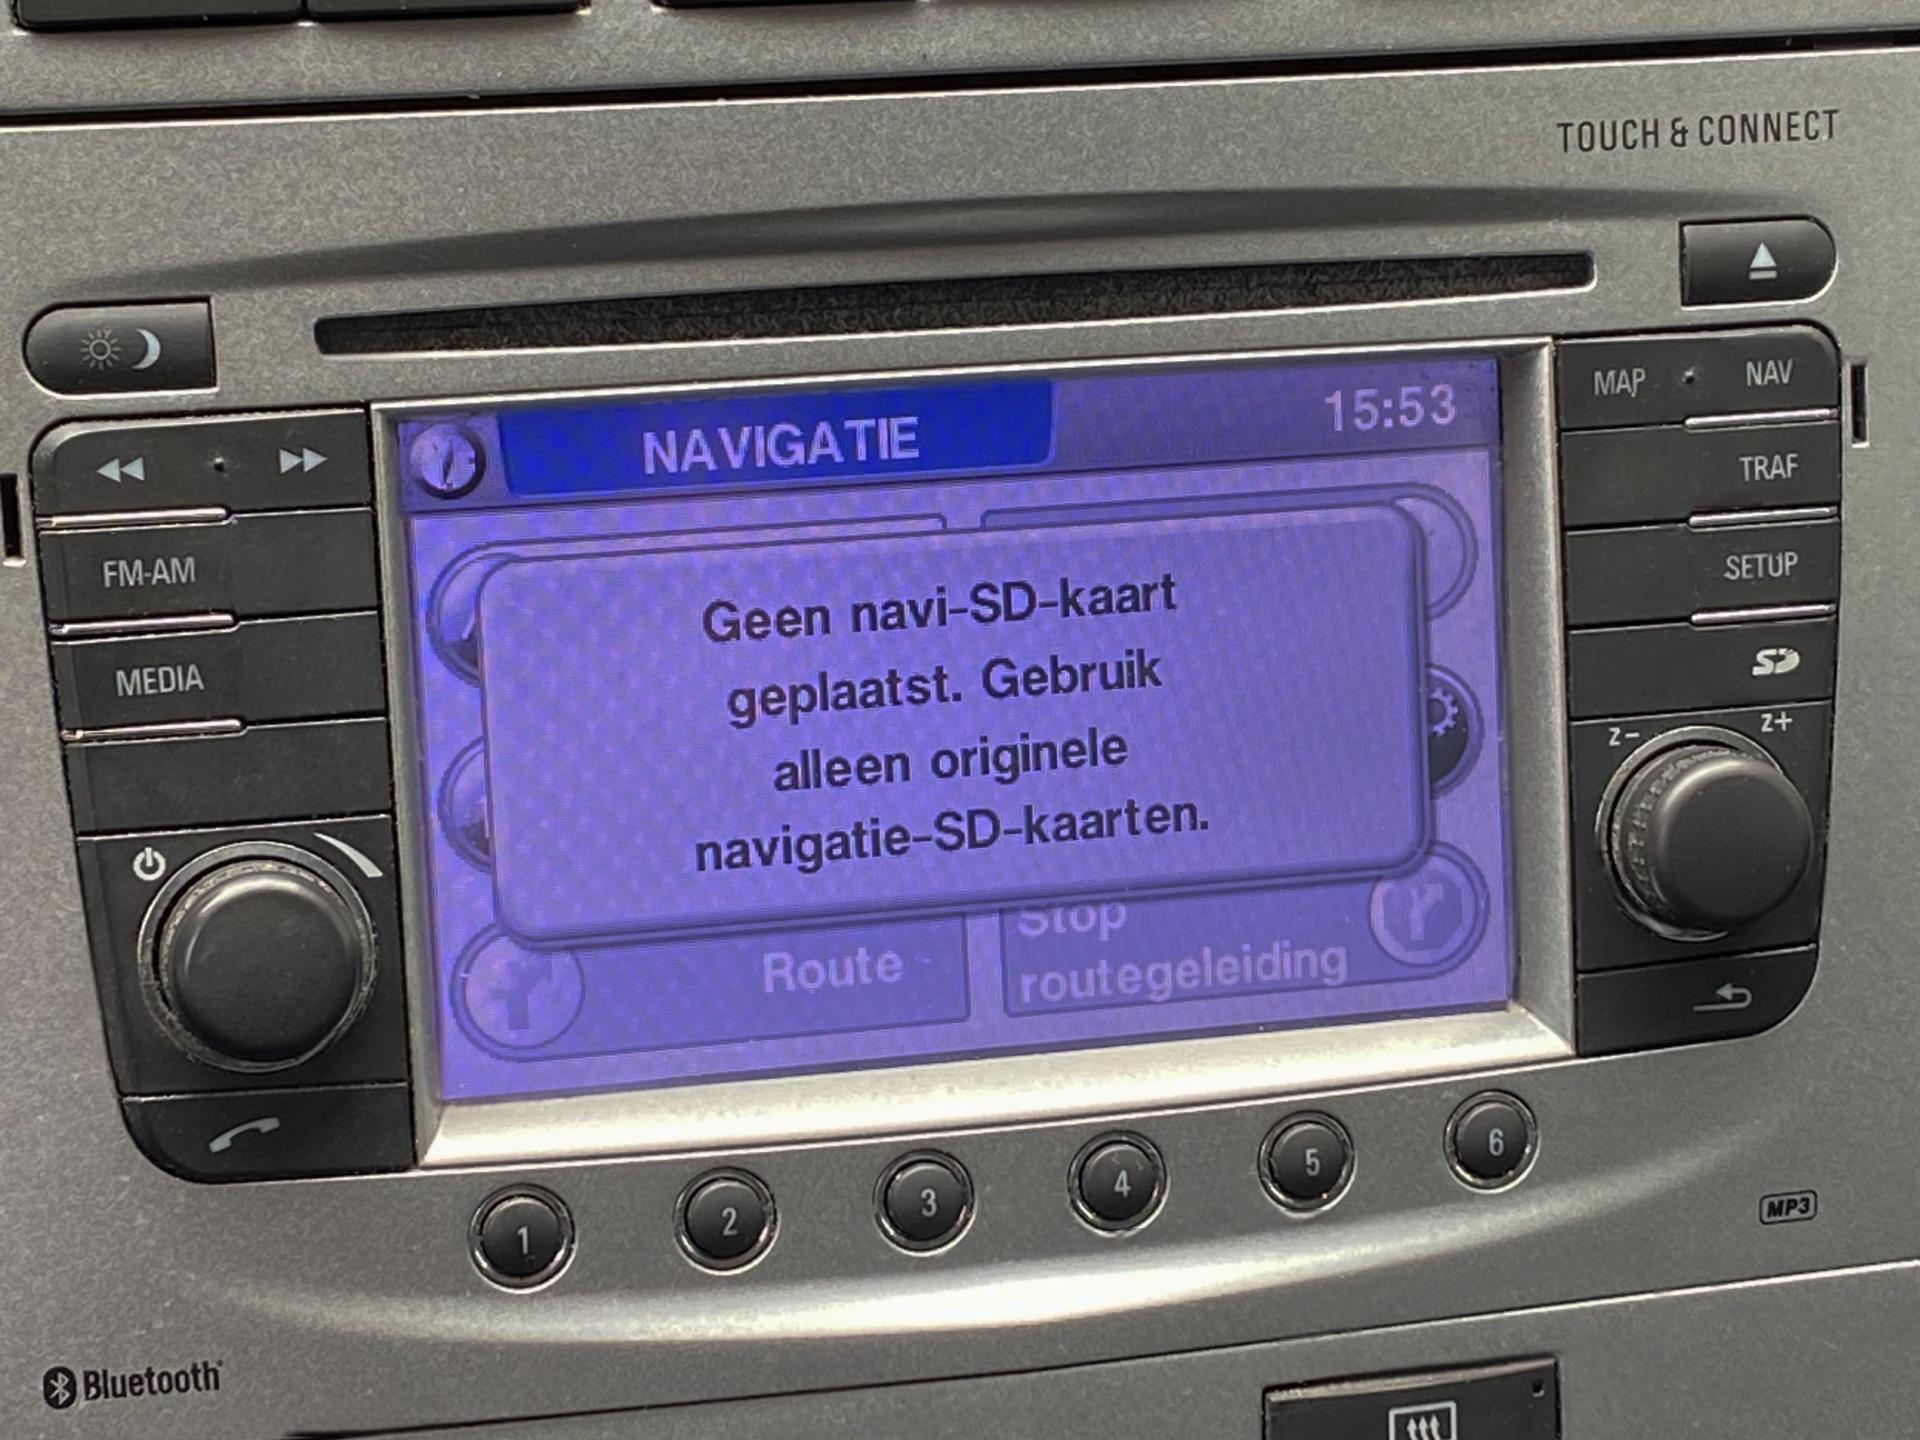 TOUCH & CONNECT
MAP NAV
NAVIGATIE 15:53
TRAF
FM-AM
SETUP
Geen navi-SD-kaart
geplaatst. Gebruik
alleen originele
navigatie-SD-kaarten.
MEDIA
SD
z- z+
Route
Stop
routegeleiding
1 2 3 4 5 6
MP3
Bluetooth